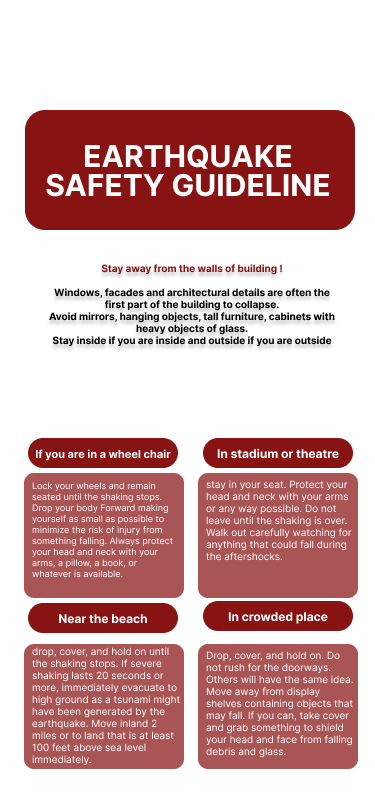 EARTHQUAKE
SAFETY GUIDELINE
Stay away from the walls of building !
Windows, facades and architectural details are often the
first part of the building to collapse.
Avoid mirrors, hanging objects, tall furniture, cabinets with
heavy objects of glass.
Stay inside if you are inside and outside if you are outside
If you are in a wheel chair
Lock your wheels and remain
seated until the shaking stops.
Drop your body Forward making
yourself as small as possible to
minimize the risk of injury from
something falling. Always protect
your head and neck with your
arms, a pillow, a book, or
whatever is available.
In stadium or theatre
stay in your seat. Protect your
head and neck with your arms
or any way possible. Do not
leave until the shaking is over.
Walk out carefully watching for
anything that could fall during
the aftershocks.
Near the beach
drop, cover, and hold on until
the shaking stops. If severe
shaking lasts 20 seconds or
more, immediately evacuate to
high ground as a tsunami might
have been generated by the
earthquake. Move inland 2
miles or to land that is at least
100 feet above sea level
immediately.
In crowded place
Drop, cover, and hold on. Do
not rush for the doorways.
Others will have the same idea.
Move away from display
shelves containing objects that
may fall. If you can, take cover
and grab something to shield
your head and face from falling
debris and glass.